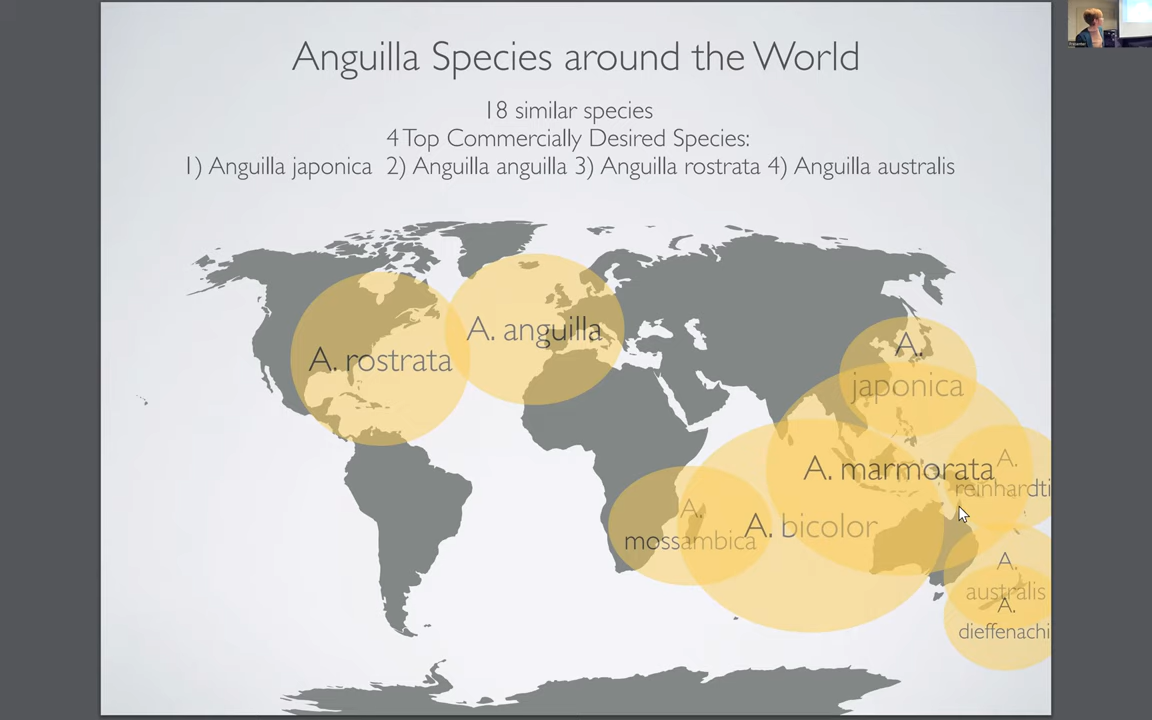 Anguilla Species around the World
18 similar species
4 Top Commercially Desired Species:
1) Anguilla japonica 2) Anguilla anguilla 3) Anguilla rostrata 4) Anguilla australis
A. anguilla
A. rostrata
A.
japonica
A. marmorata
A.
reinhardti
A.
mossambica
A. bicolor
A.
australis
A.
dieffenachi